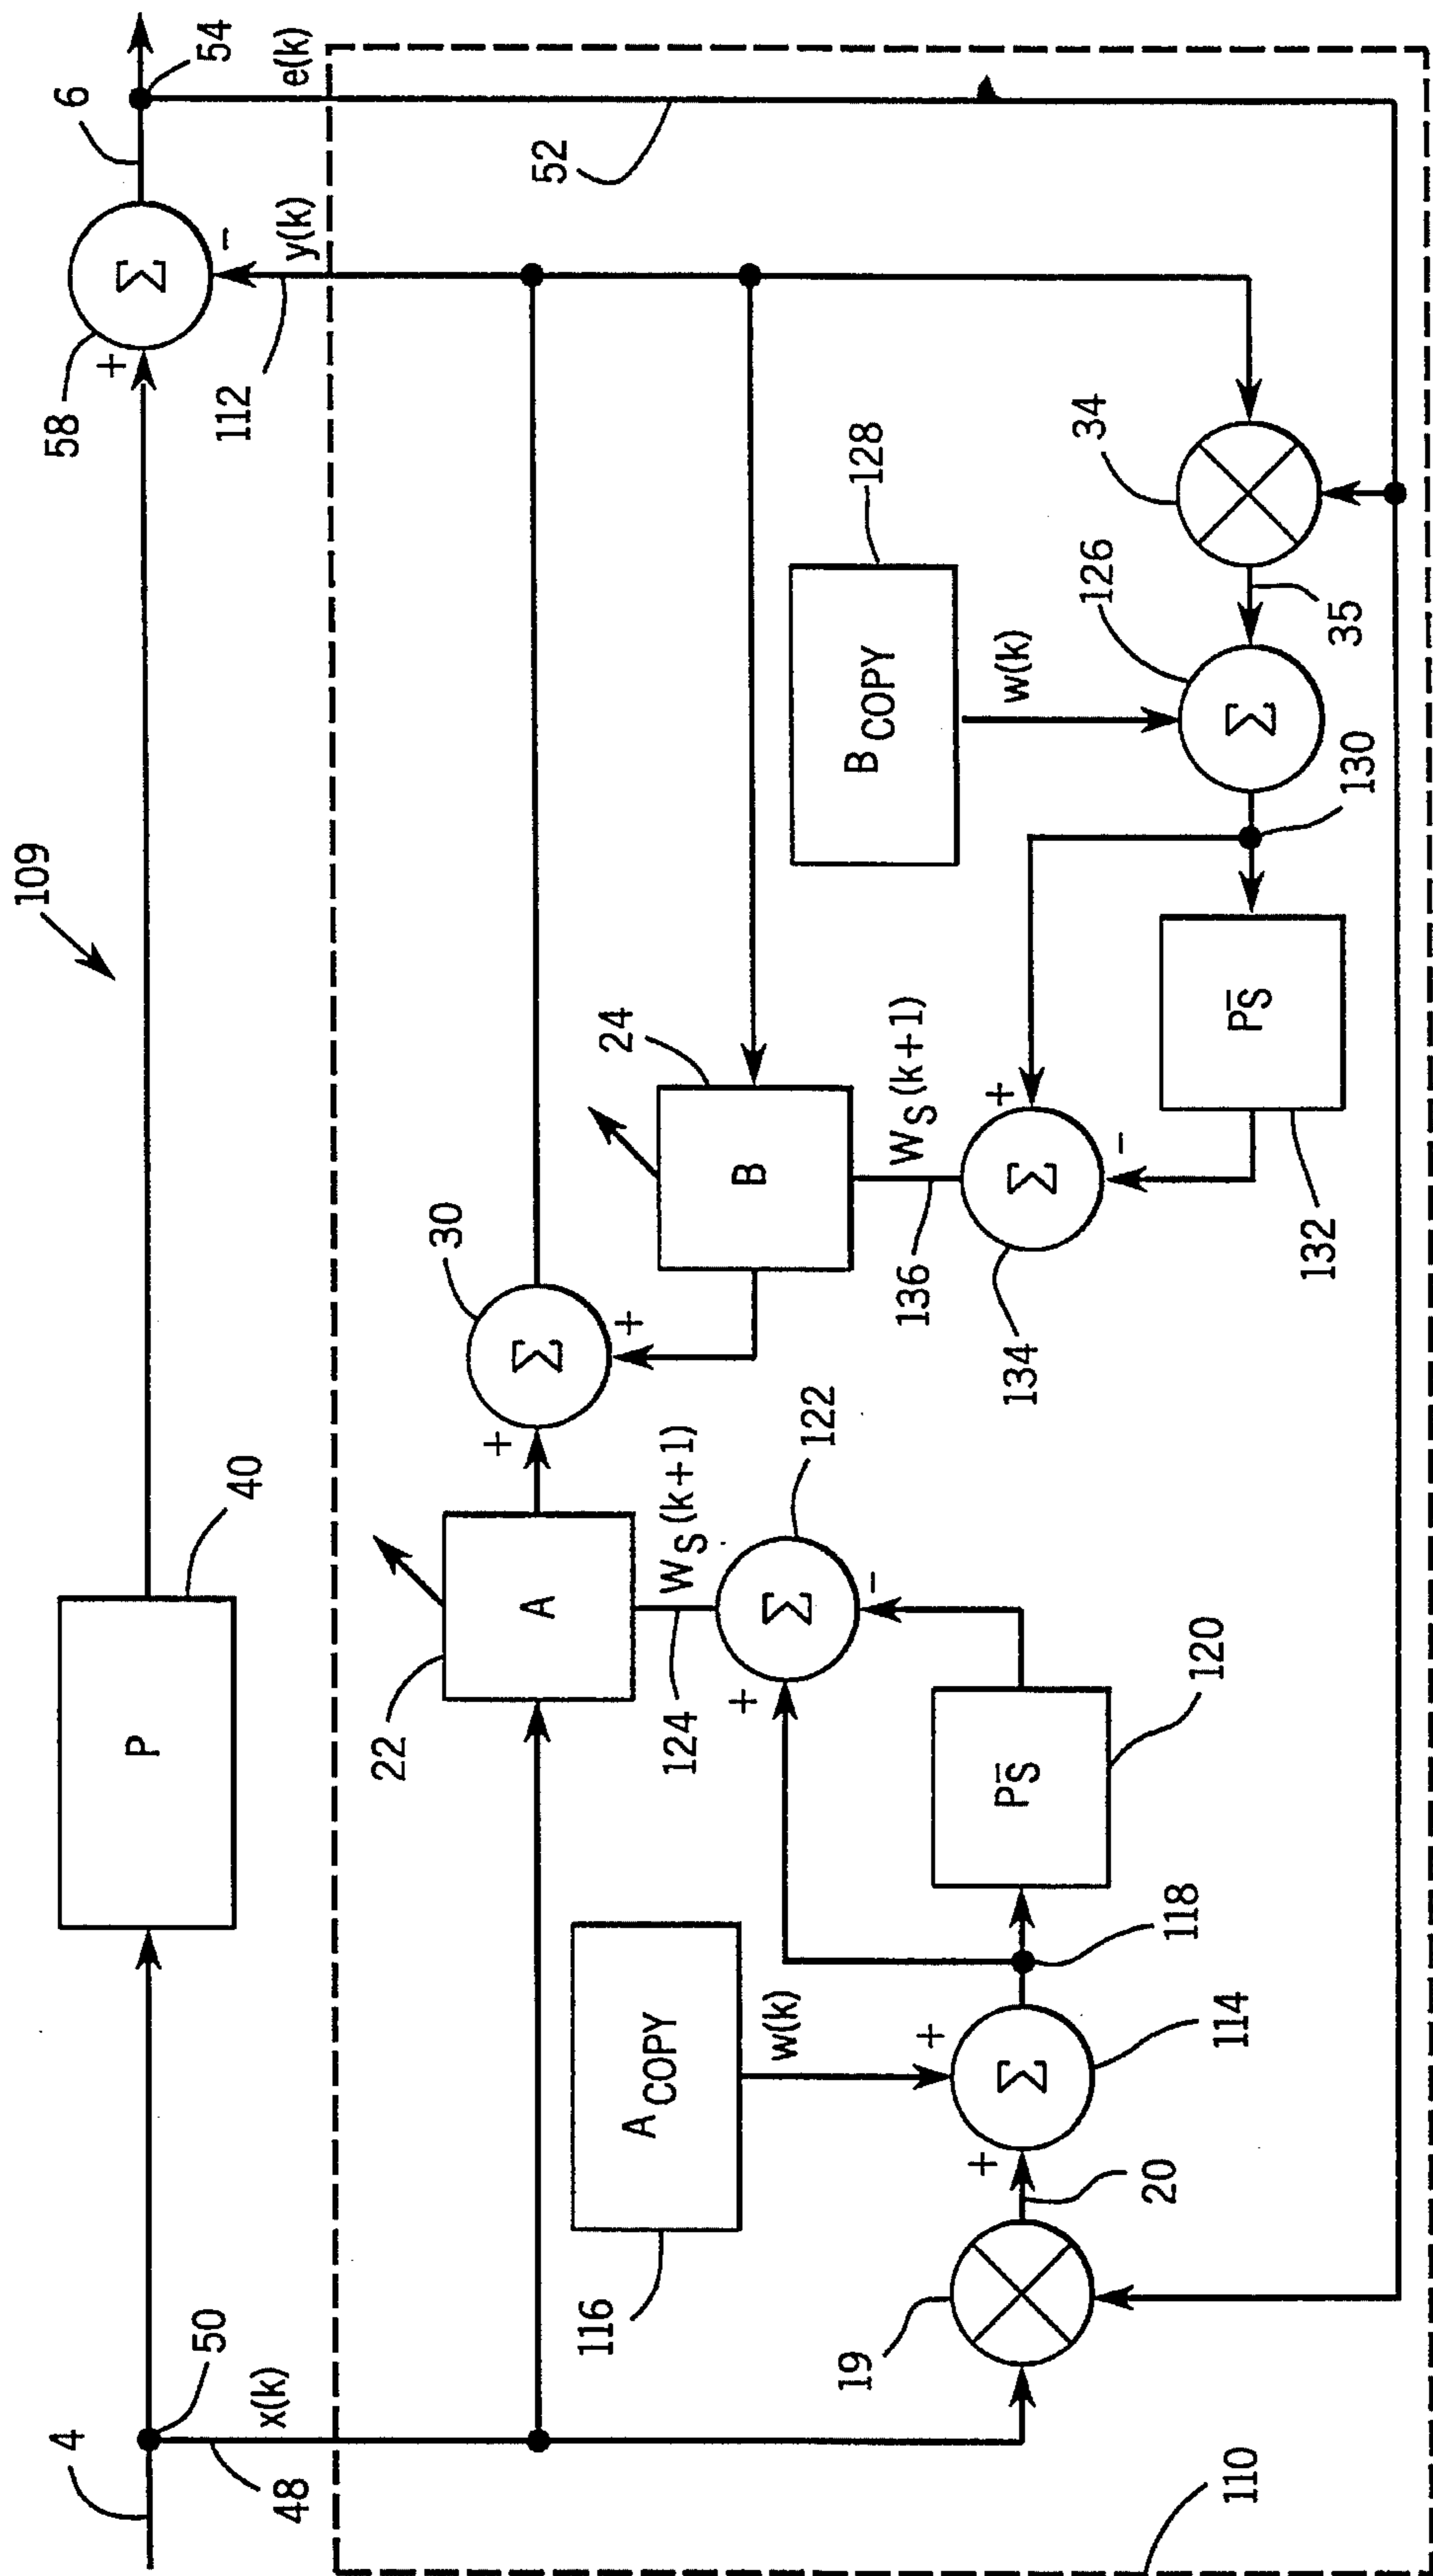 109
4
50
x(k)
48
P
40
58
+
Σ
-
6
54
e(k)
y(k)
112
52
22
A
+
30
Σ
+
24
B
W_S(k+1)
124
122
Σ
+
-
A_COPY
116
w(k)
+
+
Σ
114
118
P_S̄
120
19
20
W_S(k+1)
136
134
Σ
+
-
P_S̄
132
B_COPY
128
w(k)
126
Σ
130
34
35
110